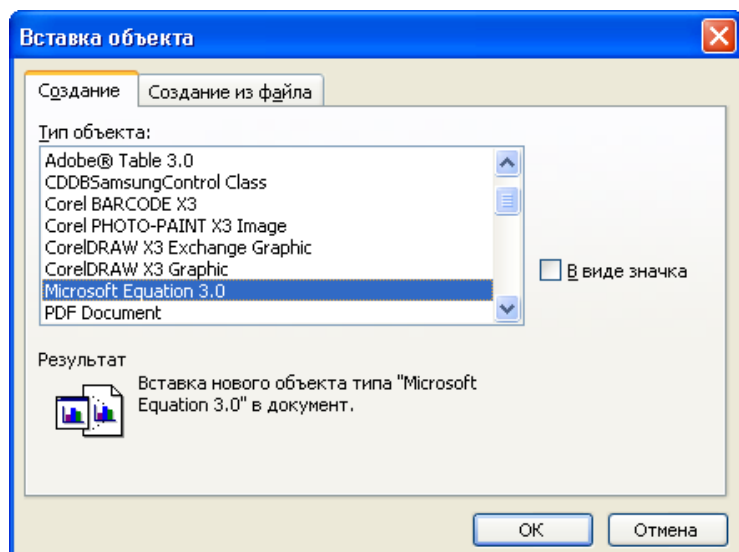 Вставка объекта
Создание
Создание из файла
Тип объекта:
Adobe® Table 3.0
CDDBSamsungControl Class
Corel BARCODE X3
Corel PHOTO-PAINT X3 Image
CorelDRAW X3 Exchange Graphic
CorelDRAW X3 Graphic
Microsoft Equation 3.0
PDF Document
В виде значка
Результат
Вставка нового объекта типа "Microsoft
Equation 3.0" в документ.
ОК
Отмена